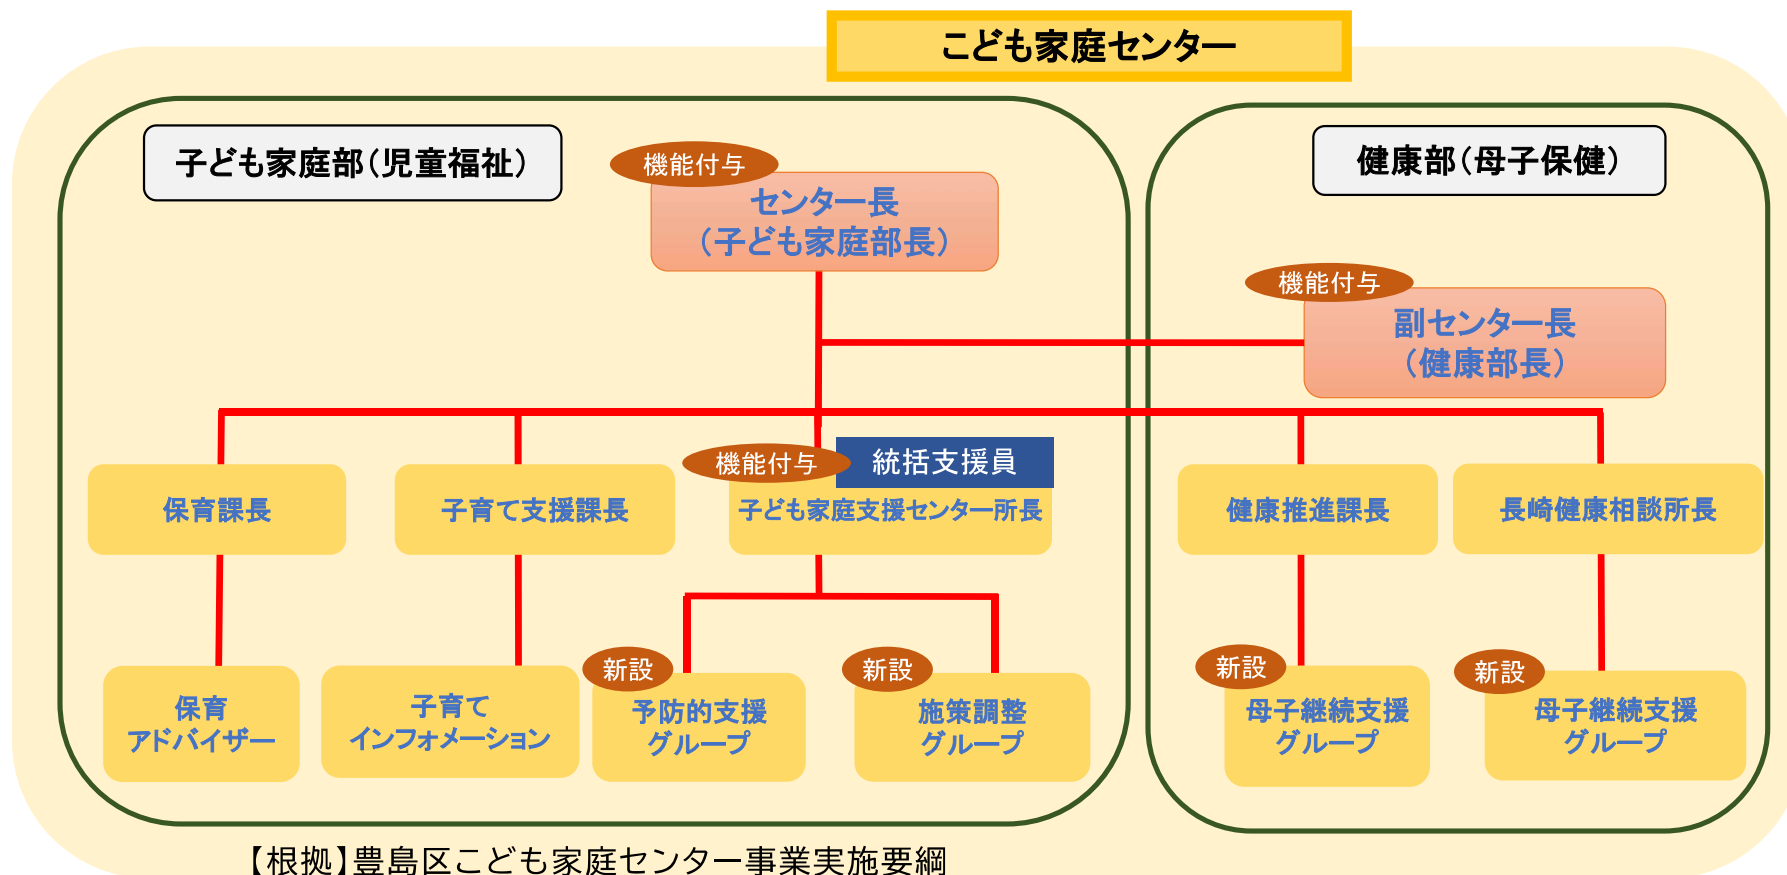 こども家庭センター
子ども家庭部（児童福祉）
健康部（母子保健）
機能付与
センター長
（子ども家庭部長）
機能付与
副センター長
（健康部長）
機能付与
統括支援員
保育課長
子育て支援課長
子ども家庭支援センター所長
健康推進課長
長崎健康相談所長
新設
新設
新設
新設
保育
アドバイザー
子育て
インフォメーション
予防的支援
グループ
施策調整
グループ
母子継続支援
グループ
母子継続支援
グループ
【根拠】豊島区こども家庭センター事業実施要綱